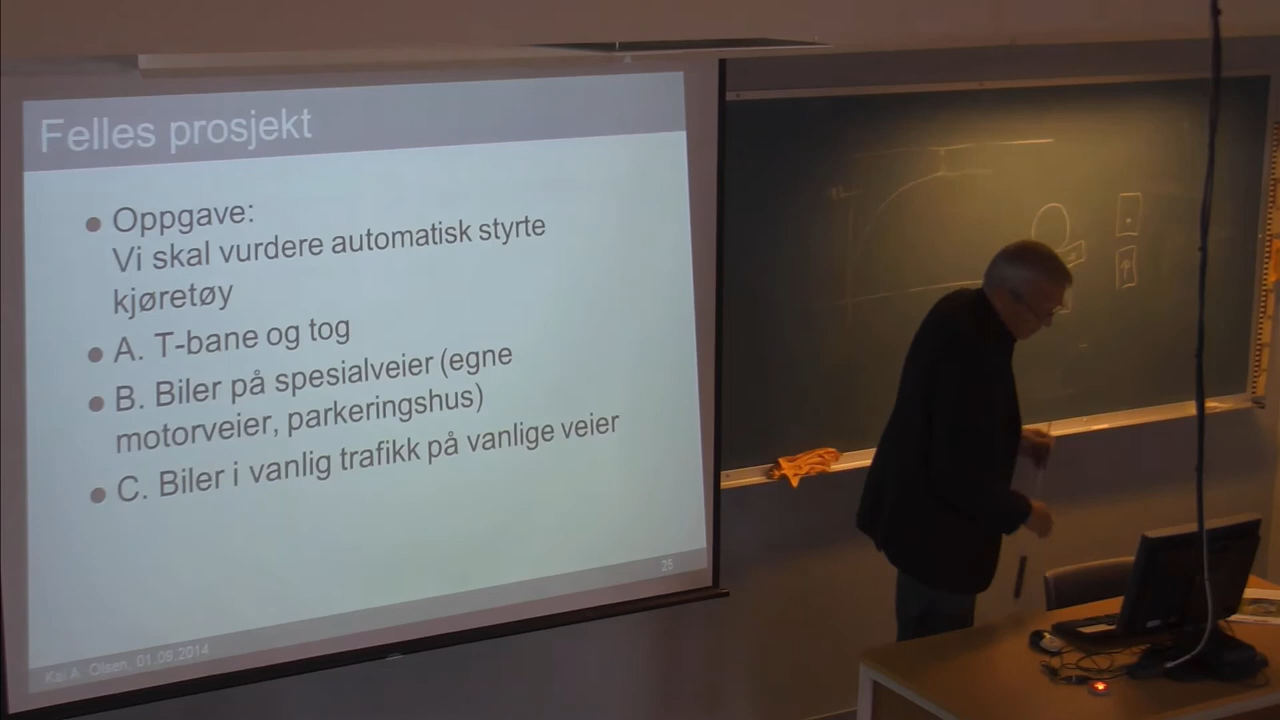 Felles prosjekt
Oppgave:
Vi skal vurdere automatisk styrte
kjøretøy
A. T-bane og tog
B. Biler på spesialveier (egne
motorveier, parkeringshus)
C. Biler i vanlig trafikk på vanlige veier
25
Kai A. Olsen, 01.09.2014